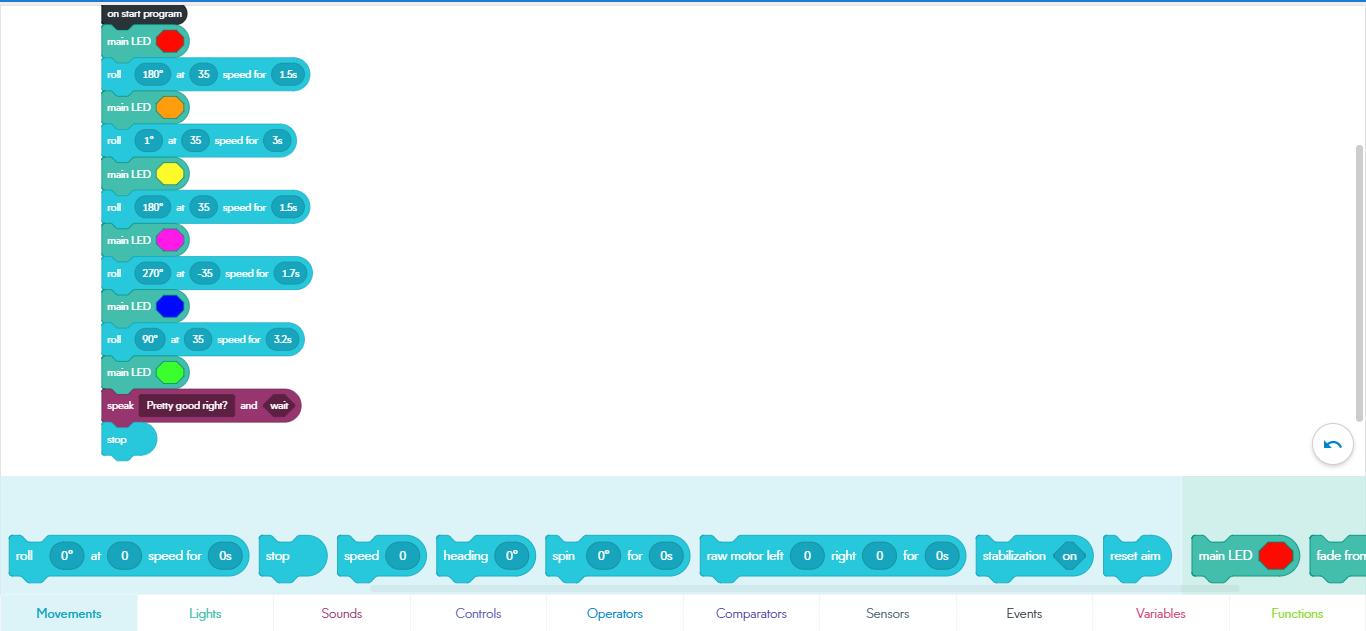 on start program
main LED
roll 180° at 35 speed for 1.5s
main LED
roll 1° at 35 speed for 3s
main LED
roll 180° at 35 speed for 1.5s
main LED
roll 270° at -35 speed for 1.7s
main LED
roll 90° at 35 speed for 3.2s
main LED
speak Pretty good right? and wait
stop
roll 0° at 0 speed for 0s stop speed 0 heading 0° spin 0° for 0s raw motor left 0 right 0 for 0s stabilization on reset aim main LED fade from
Movements Lights Sounds Controls Operators Comparators Sensors Events Variables Functions